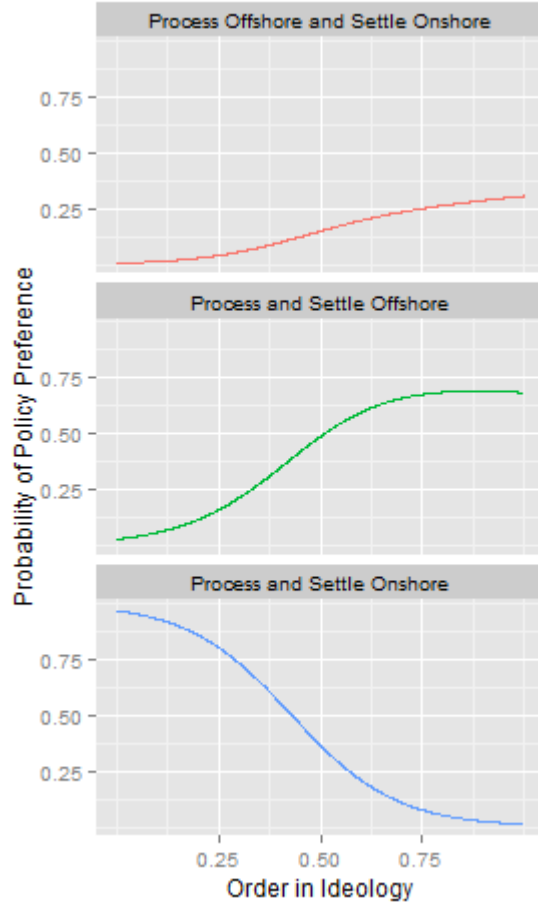 Process Offshore and Settle Onshore
0.75
0.50
0.25
Process and Settle Offshore
0.75
0.50
0.25
Process and Settle Onshore
0.75
0.50
0.25
0.25 0.50 0.75
Order in Ideology
Probability of Policy Preference